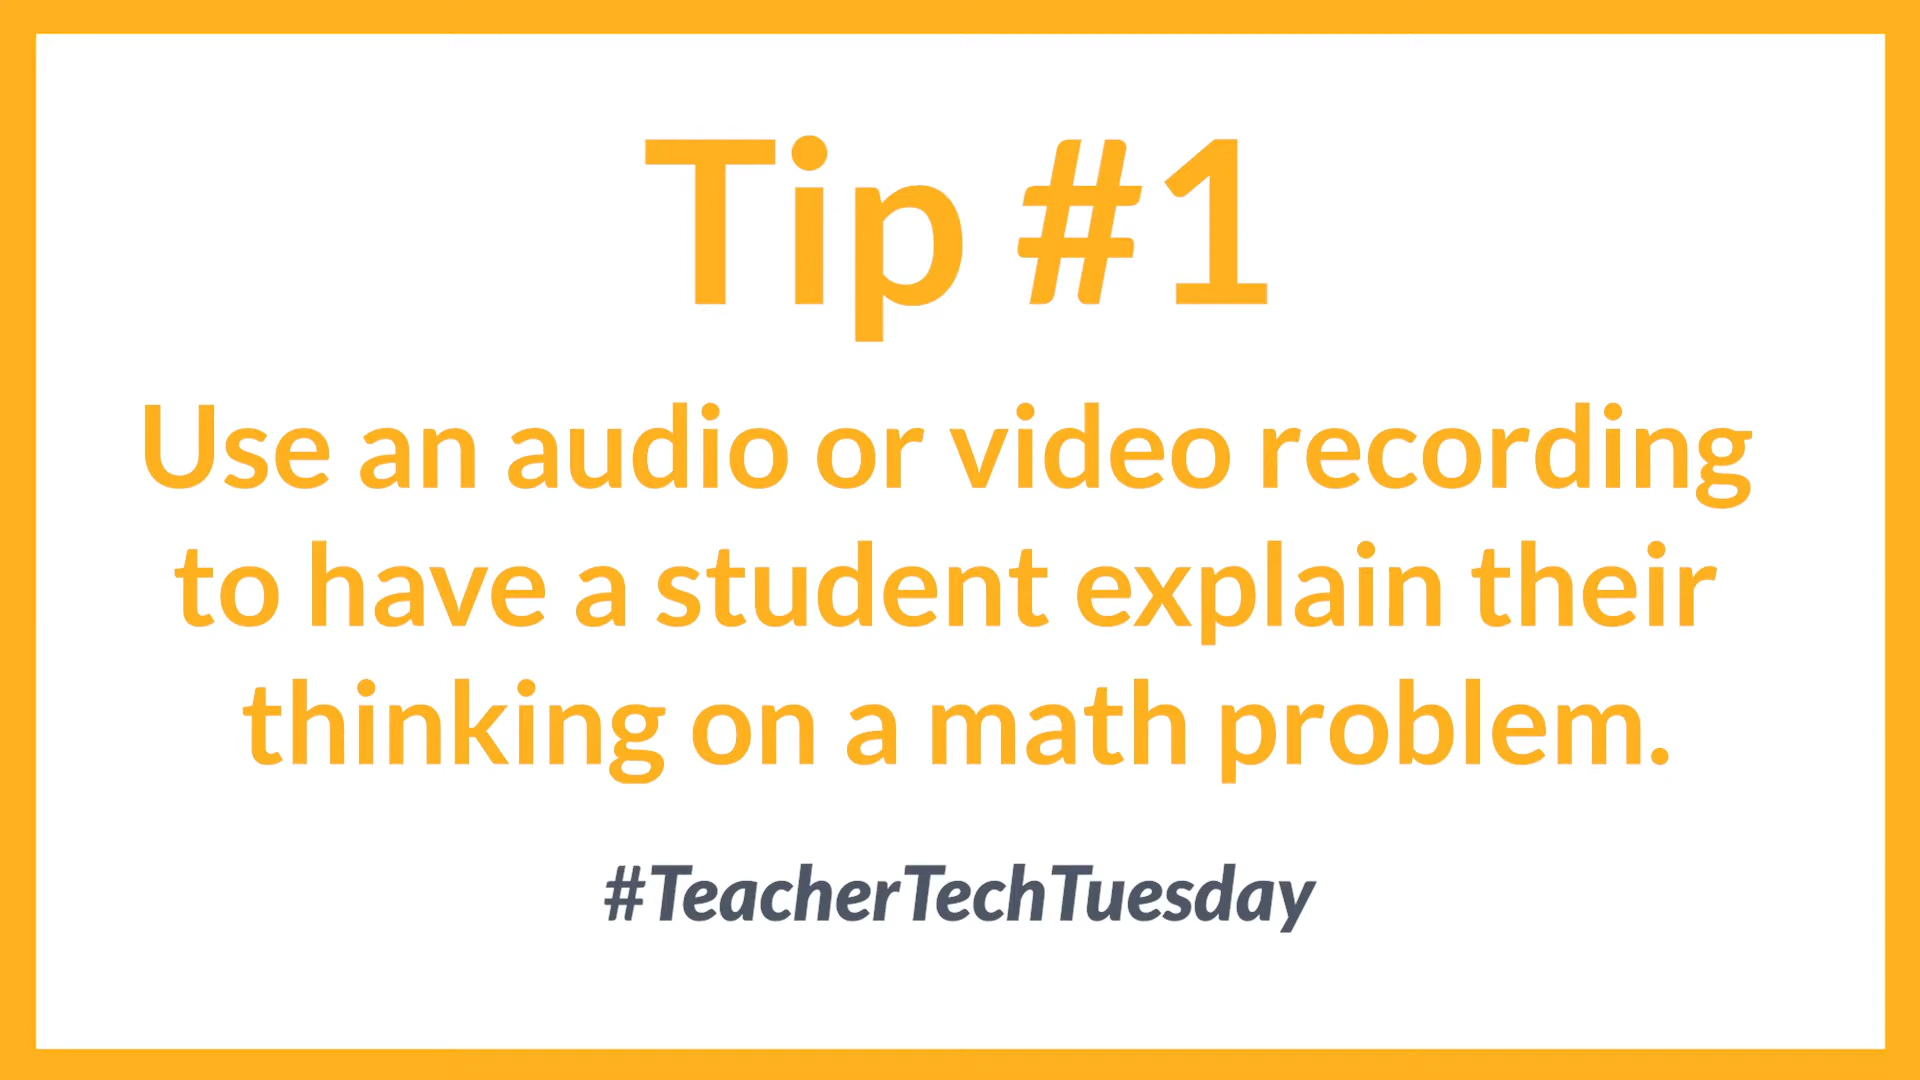 Tip #1
Use an audio or video recording
to have a student explain their
thinking on a math problem.
#TeacherTechTuesday